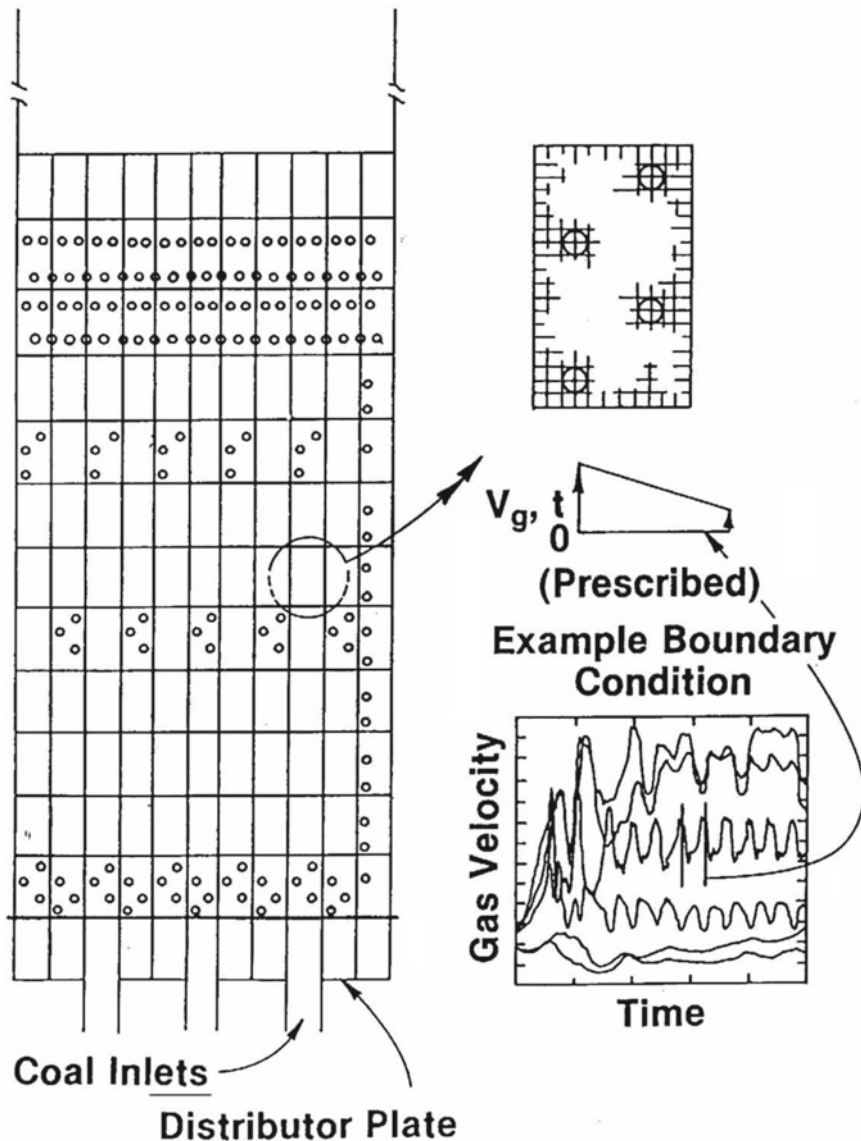 V_g, t
0
(Prescribed)
Example Boundary
Condition
Gas Velocity
Time
Coal Inlets
Distributor Plate